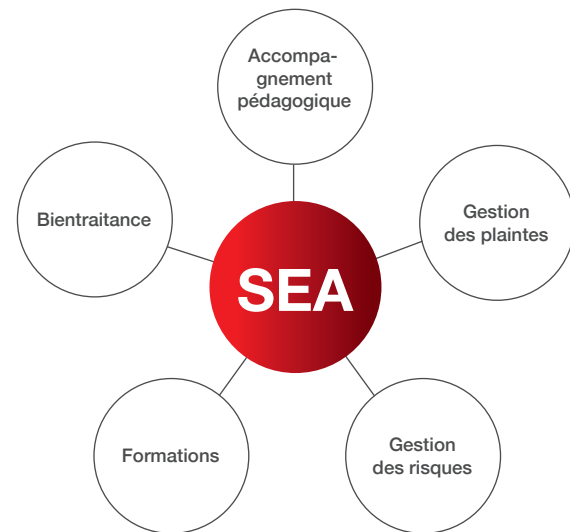 Accompa-
gnement
pédagogique
Bientraitance
Gestion
des plaintes
SEA
Formations
Gestion
des risques